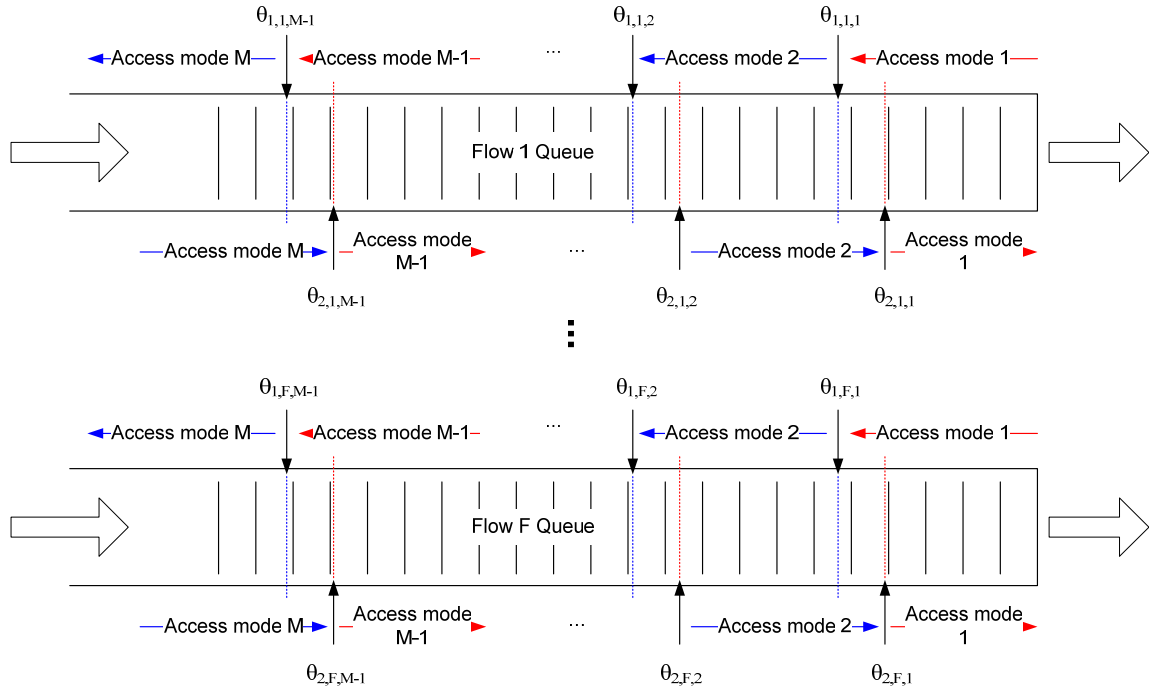 θ1,1,M-1 θ1,1,2 θ1,1,1
Access mode M Access mode M-1 ... Access mode 2 Access mode 1
Flow 1 Queue
Access mode M Access mode M-1 ... Access mode 2 Access mode 1
θ2,1,M-1 θ2,1,2 θ2,1,1
θ1,F,M-1 θ1,F,2 θ1,F,1
Access mode M Access mode M-1 ... Access mode 2 Access mode 1
Flow F Queue
Access mode M Access mode M-1 ... Access mode 2 Access mode 1
θ2,F,M-1 θ2,F,2 θ2,F,1